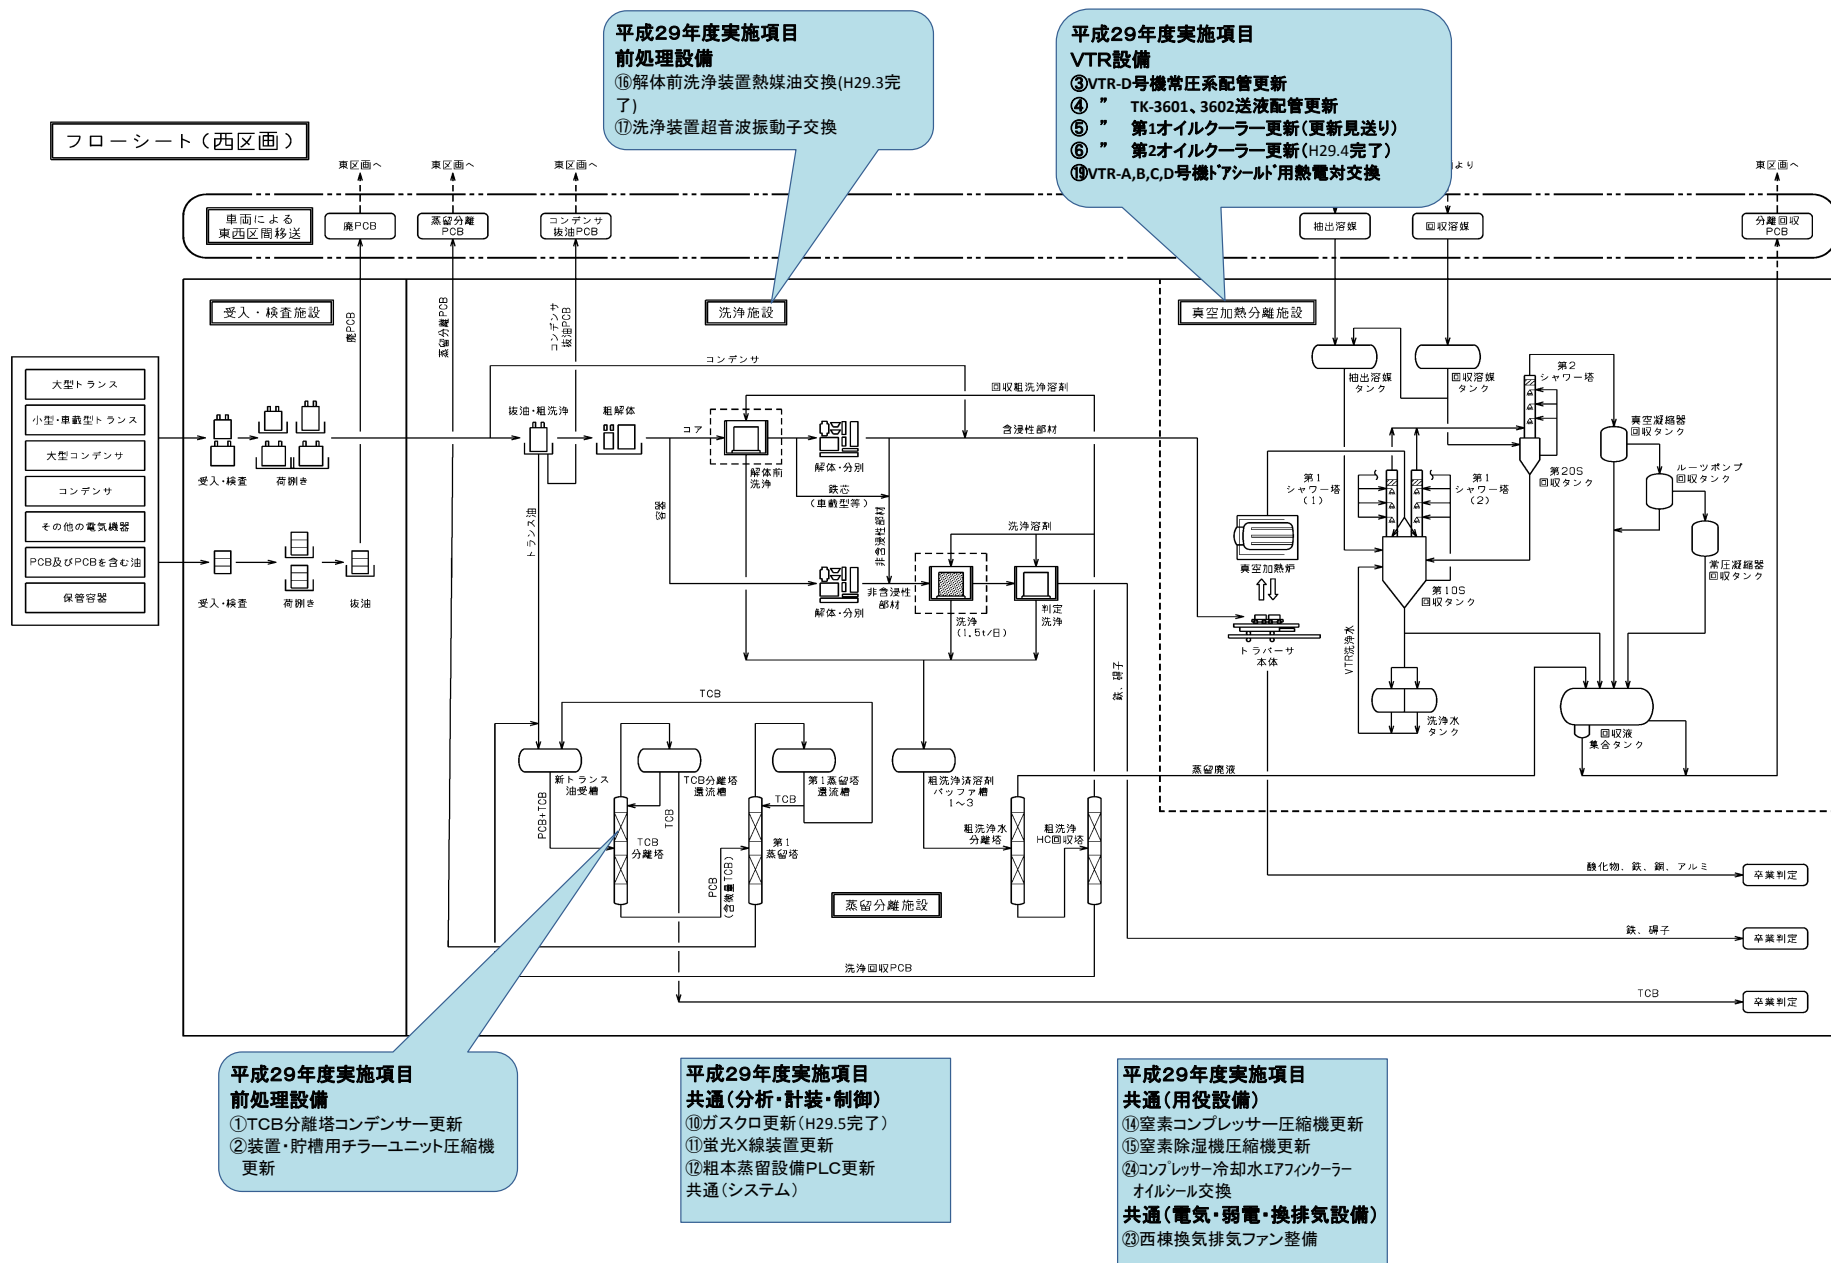 フローシート(西区画)
平成29年度実施項目
前処理設備
⑯解体前洗浄装置熱媒油交換(H29.3完
了)
⑰洗浄装置超音波振動子交換
平成29年度実施項目
VTR設備
③VTR-D号機常圧系配管更新
④ ” TK-3601、3602送液配管更新
⑤ ” 第1オイルクーラー更新(更新見送り)
⑥ ” 第2オイルクーラー更新(H29.4完了)
⑲VTR-A,B,C,D号機ドアシールド用熱電対交換
東区画へ
東区画へ
東区画へ
より
東区画へ
車両による
東西区間移送
廃PCB
蒸留分離
PCB
コンデンサ
抜油PCB
抽出溶媒
回収溶媒
分離回収
PCB
受入・検査施設
洗浄施設
真空加熱分離施設
廃PCB
蒸留分離PCB
コンデンサ
抜油PCB
大型トランス
小型・車載型トランス
大型コンデンサ
コンデンサ
その他の電気機器
PCB及びPCBを含む油
保管容器
受入・検査
荷捌き
受入・検査
荷捌き
抜油
コンデンサ
抜油・粗洗浄
粗解体
コア
回収粗洗浄溶剤
解体前
洗浄
解体・分別
含浸性部材
鉄芯
(車載型等)
容器
非含浸性部材
トランス油
洗浄溶剤
解体・分別
非含浸性
部材
洗浄
(1.5t/日)
判定
洗浄
鉄、碍子
抽出溶媒
タンク
回収溶媒
タンク
第2
シャワー塔
真空凝縮器
回収タンク
ルーツポンプ
回収タンク
第20S
回収タンク
第1
シャワー塔
(1)
第1
シャワー塔
(2)
常圧凝縮器
回収タンク
真空加熱炉
第10S
回収タンク
トラバーサ
本体
VTR洗浄水
洗浄水
タンク
回収液
集合タンク
TCB
新トランス
油受槽
TCB分離塔
還流槽
第1蒸留塔
還流槽
粗洗浄済溶剤
バッファ槽
1～3
蒸留廃液
PCB+TCB
TCB
TCB
TCB
分離塔
第1
蒸留塔
PCB
(含微量TCB)
粗洗浄水
分離塔
粗洗浄
HC回収塔
蒸留分離施設
酸化物、鉄、銅、アルミ
卒業判定
鉄、碍子
卒業判定
洗浄回収PCB
TCB
卒業判定
平成29年度実施項目
前処理設備
①TCB分離塔コンデンサー更新
②装置・貯槽用チラーユニット圧縮機
更新
平成29年度実施項目
共通(分析・計装・制御)
⑩ガスクロ更新(H29.5完了)
⑪蛍光X線装置更新
⑫粗本蒸留設備PLC更新
共通(システム)
平成29年度実施項目
共通(用役設備)
⑭窒素コンプレッサー圧縮機更新
⑮窒素除湿機圧縮機更新
㉔コンプレッサー冷却水エアフィンクーラー
オイルシール交換
共通(電気・弱電・換排気設備)
㉓西棟換気排気ファン整備